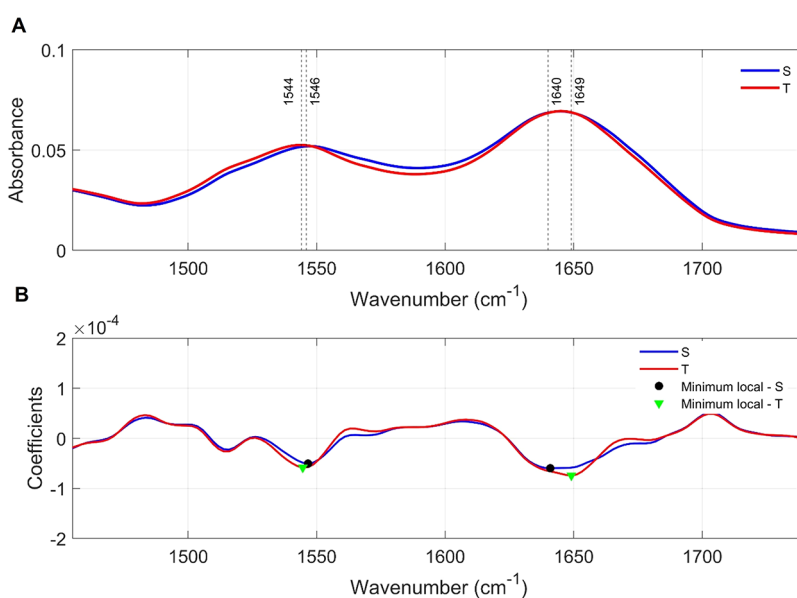 A
0.1
0.05
0
Absorbance
1544
1546
1640
1649
S
T
1500
1550
1600
1650
1700
Wavenumber (cm-1)
B
×10-4
2
1
0
-1
-2
Coefficients
S
T
Minimum local - S
Minimum local - T
1500
1550
1600
1650
1700
Wavenumber (cm-1)